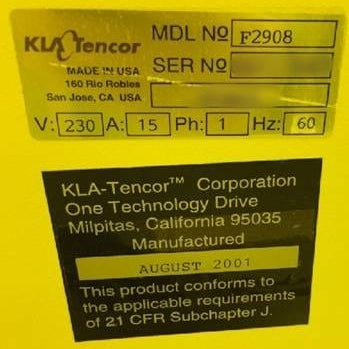 KLA Tencor
MDL Nº F2908
MADE IN USA
SER Nº
160 Rio Robles
San Jose, CA USA
V: 230 A: 15 Ph: 1 Hz: 60
KLA-Tencor™ Corporation
One Technology Drive
Milpitas, California 95035
Manufactured
AUGUST 2001
This product conforms to
the applicable requirements
of 21 CFR Subchapter J.